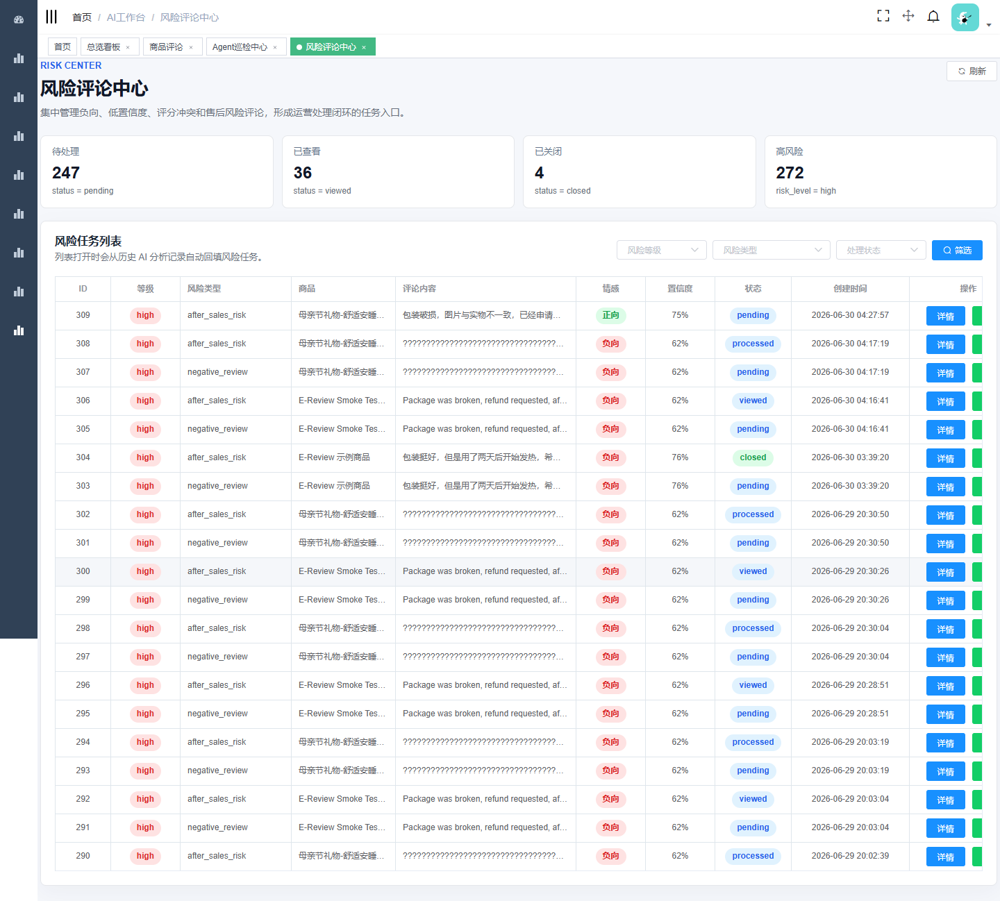 首页 / AI工作台 / 风险评论中心
首页 总览看板 × 商品评论 × Agent巡检中心 × 风险评论中心 ×
RISK CENTER
刷新
风险评论中心
集中管理负向、低置信度、评分冲突和售后风险评论，形成运营处理闭环的任务入口。
待处理 已查看 已关闭 高风险
247 36 4 272
status = pending status = viewed status = closed risk_level = high
风险任务列表
列表打开时会从历史 AI 分析记录自动回填风险任务。
风险等级 风险类型 处理状态 筛选
ID 等级 风险类型 商品 评论内容 情感 置信度 状态 创建时间 操作
309 high after_sales_risk 母亲节礼物-舒适安睡... 包装破损，图片与实物不一致，已经申请... 正向 75% pending 2026-06-30 04:27:57 详情
308 high after_sales_risk 母亲节礼物-舒适安睡... ?????????????????????????????????... 负向 62% processed 2026-06-30 04:17:19 详情
307 high negative_review 母亲节礼物-舒适安睡... ?????????????????????????????????... 负向 62% pending 2026-06-30 04:17:19 详情
306 high after_sales_risk E-Review Smoke Tes... Package was broken, refund requested, af... 负向 62% viewed 2026-06-30 04:16:41 详情
305 high negative_review E-Review Smoke Tes... Package was broken, refund requested, af... 负向 62% pending 2026-06-30 04:16:41 详情
304 high after_sales_risk E-Review 示例商品 包装挺好，但是用了两天后开始发热，希... 负向 76% closed 2026-06-30 03:39:20 详情
303 high negative_review E-Review 示例商品 包装挺好，但是用了两天后开始发热，希... 负向 76% pending 2026-06-30 03:39:20 详情
302 high after_sales_risk 母亲节礼物-舒适安睡... ?????????????????????????????????... 负向 62% processed 2026-06-29 20:30:50 详情
301 high negative_review 母亲节礼物-舒适安睡... ?????????????????????????????????... 负向 62% pending 2026-06-29 20:30:50 详情
300 high after_sales_risk E-Review Smoke Tes... Package was broken, refund requested, af... 负向 62% viewed 2026-06-29 20:30:26 详情
299 high negative_review E-Review Smoke Tes... Package was broken, refund requested, af... 负向 62% pending 2026-06-29 20:30:26 详情
298 high after_sales_risk 母亲节礼物-舒适安睡... ?????????????????????????????????... 负向 62% processed 2026-06-29 20:30:04 详情
297 high negative_review 母亲节礼物-舒适安睡... ?????????????????????????????????... 负向 62% pending 2026-06-29 20:30:04 详情
296 high after_sales_risk E-Review Smoke Tes... Package was broken, refund requested, af... 负向 62% viewed 2026-06-29 20:28:51 详情
295 high negative_review E-Review Smoke Tes... Package was broken, refund requested, af... 负向 62% pending 2026-06-29 20:28:51 详情
294 high after_sales_risk 母亲节礼物-舒适安睡... ?????????????????????????????????... 负向 62% processed 2026-06-29 20:03:19 详情
293 high negative_review 母亲节礼物-舒适安睡... ?????????????????????????????????... 负向 62% pending 2026-06-29 20:03:19 详情
292 high after_sales_risk E-Review Smoke Tes... Package was broken, refund requested, af... 负向 62% viewed 2026-06-29 20:03:04 详情
291 high negative_review E-Review Smoke Tes... Package was broken, refund requested, af... 负向 62% pending 2026-06-29 20:03:04 详情
290 high after_sales_risk 母亲节礼物-舒适安睡... ?????????????????????????????????... 负向 62% processed 2026-06-29 20:02:39 详情